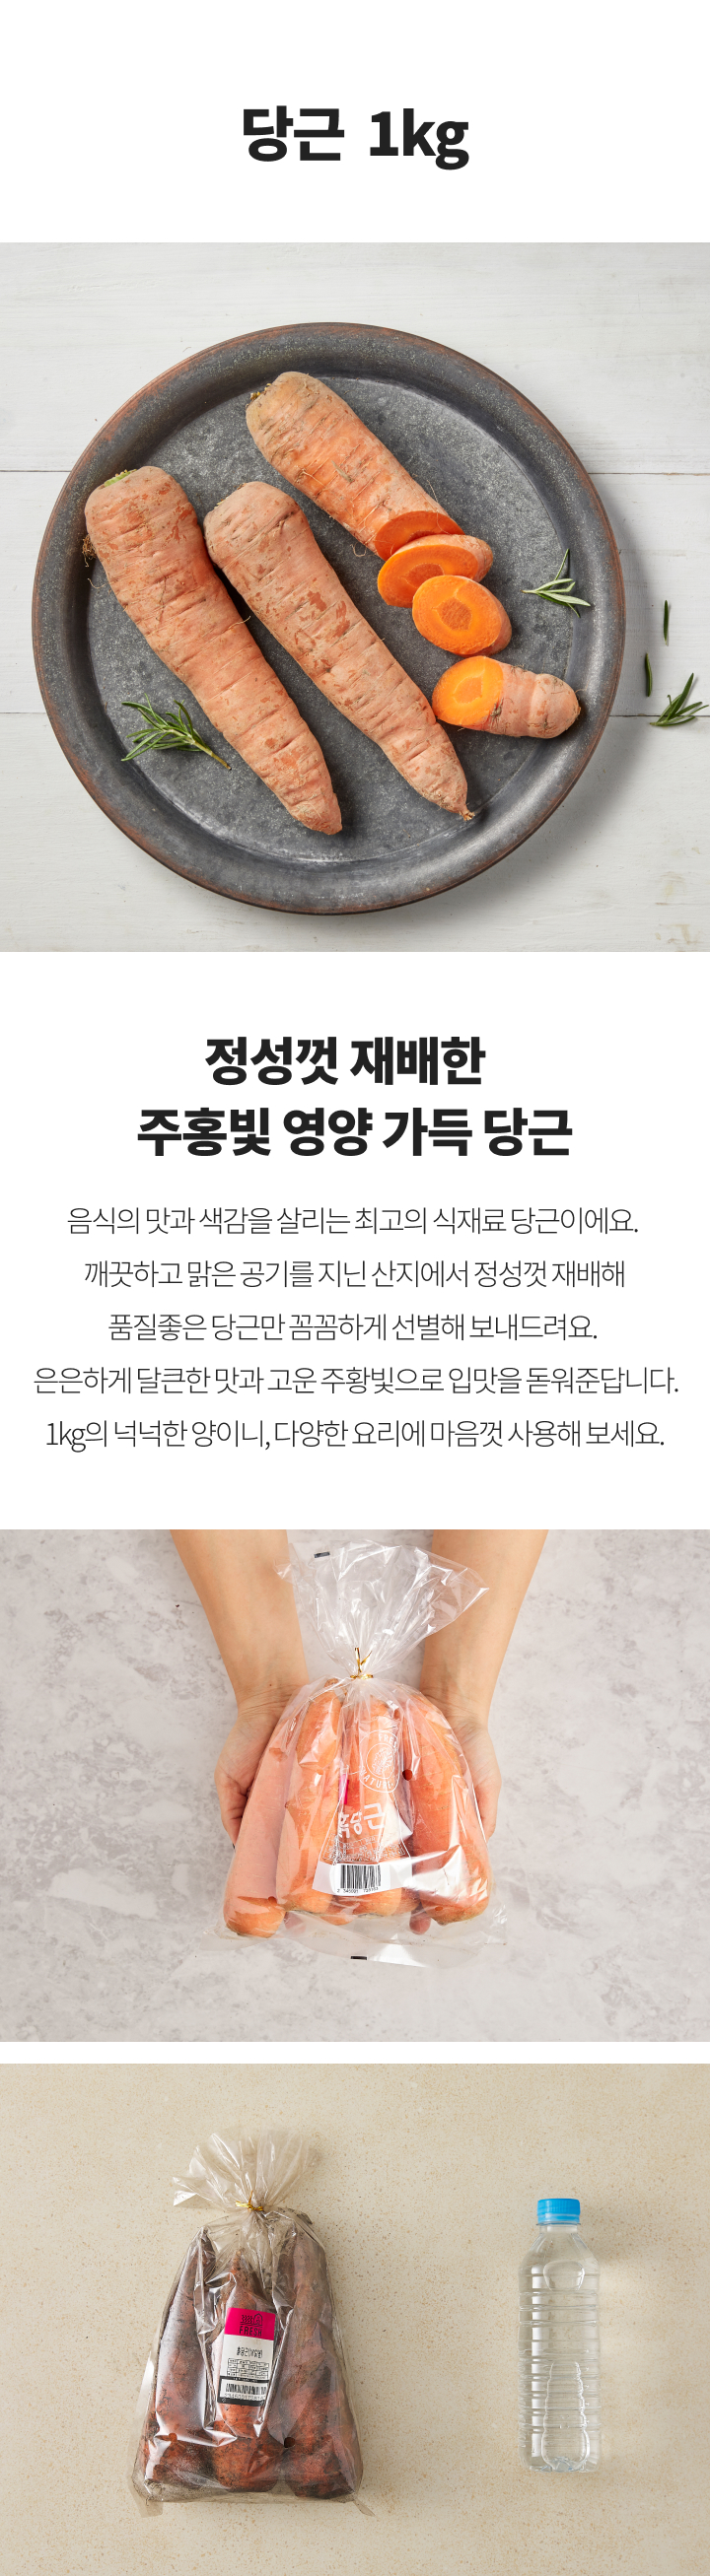 당근 1kg
정성껏 재배한
주홍빛 영양 가득 당근
음식의 맛과 색감을 살리는 최고의 식재료 당근이에요.
깨끗하고 맑은 공기를 지닌 산지에서 정성껏 재배해
품질좋은 당근만 꼼꼼하게 선별해 보내드려요.
은은하게 달큰한 맛과 고운 주황빛으로 입맛을 돋워준답니다.
1kg의 넉넉한 양이니, 다양한 요리에 마음껏 사용해 보세요.
흙당근